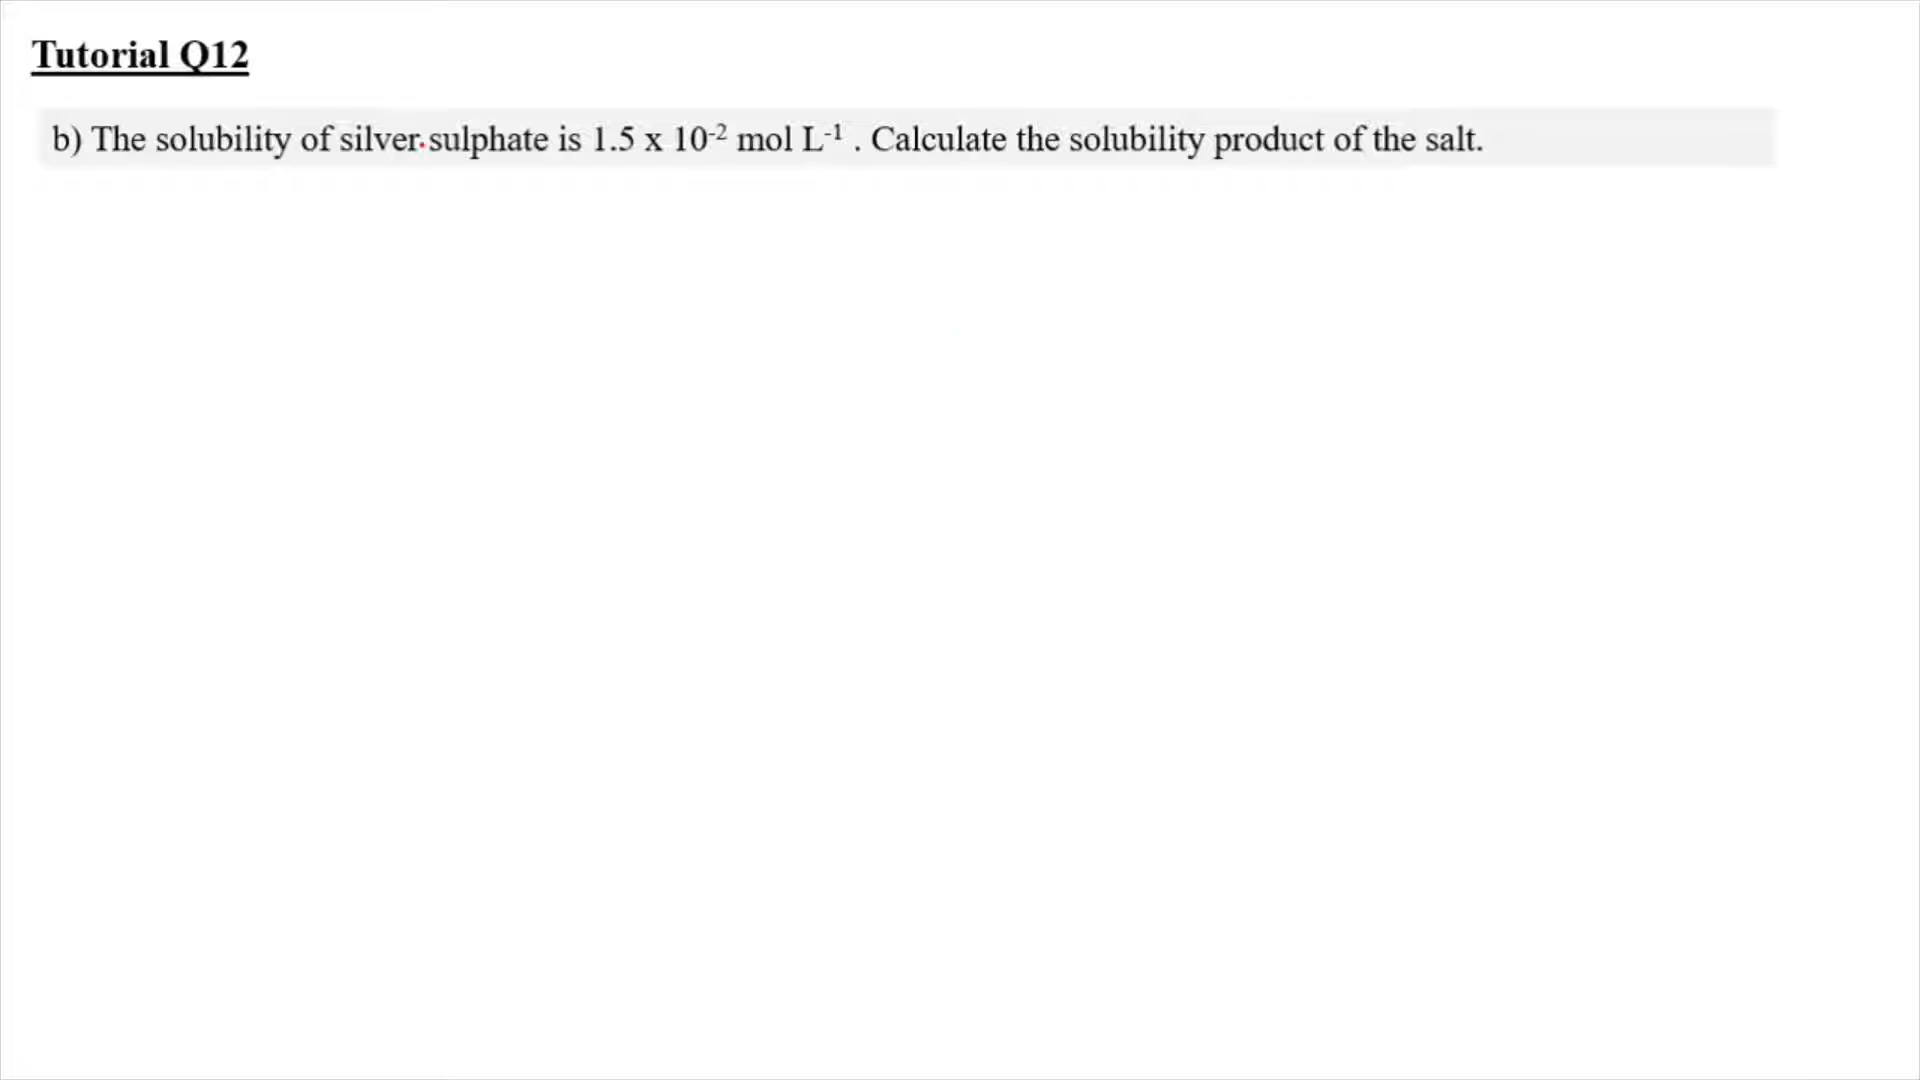 Tutorial Q12
b) The solubility of silver sulphate is 1.5 x 10⁻² mol L⁻¹ . Calculate the solubility product of the salt.